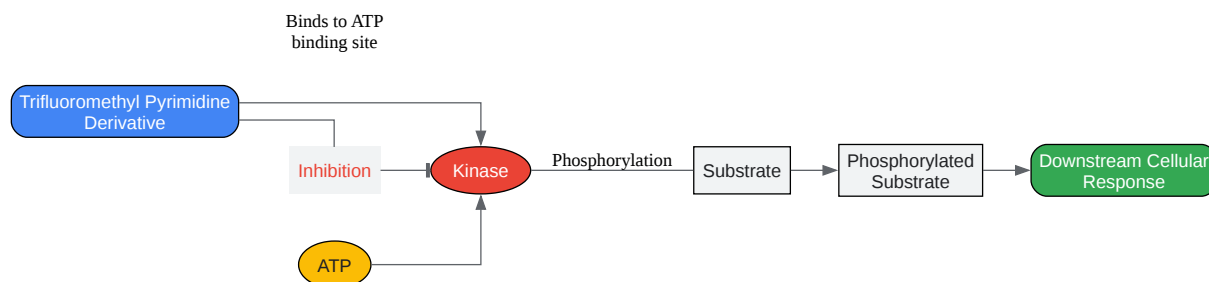 Binds to ATP
binding site
Trifluoromethyl Pyrimidine
Derivative
Inhibition
Kinase
Phosphorylation
Substrate
Phosphorylated
Substrate
Downstream Cellular
Response
ATP